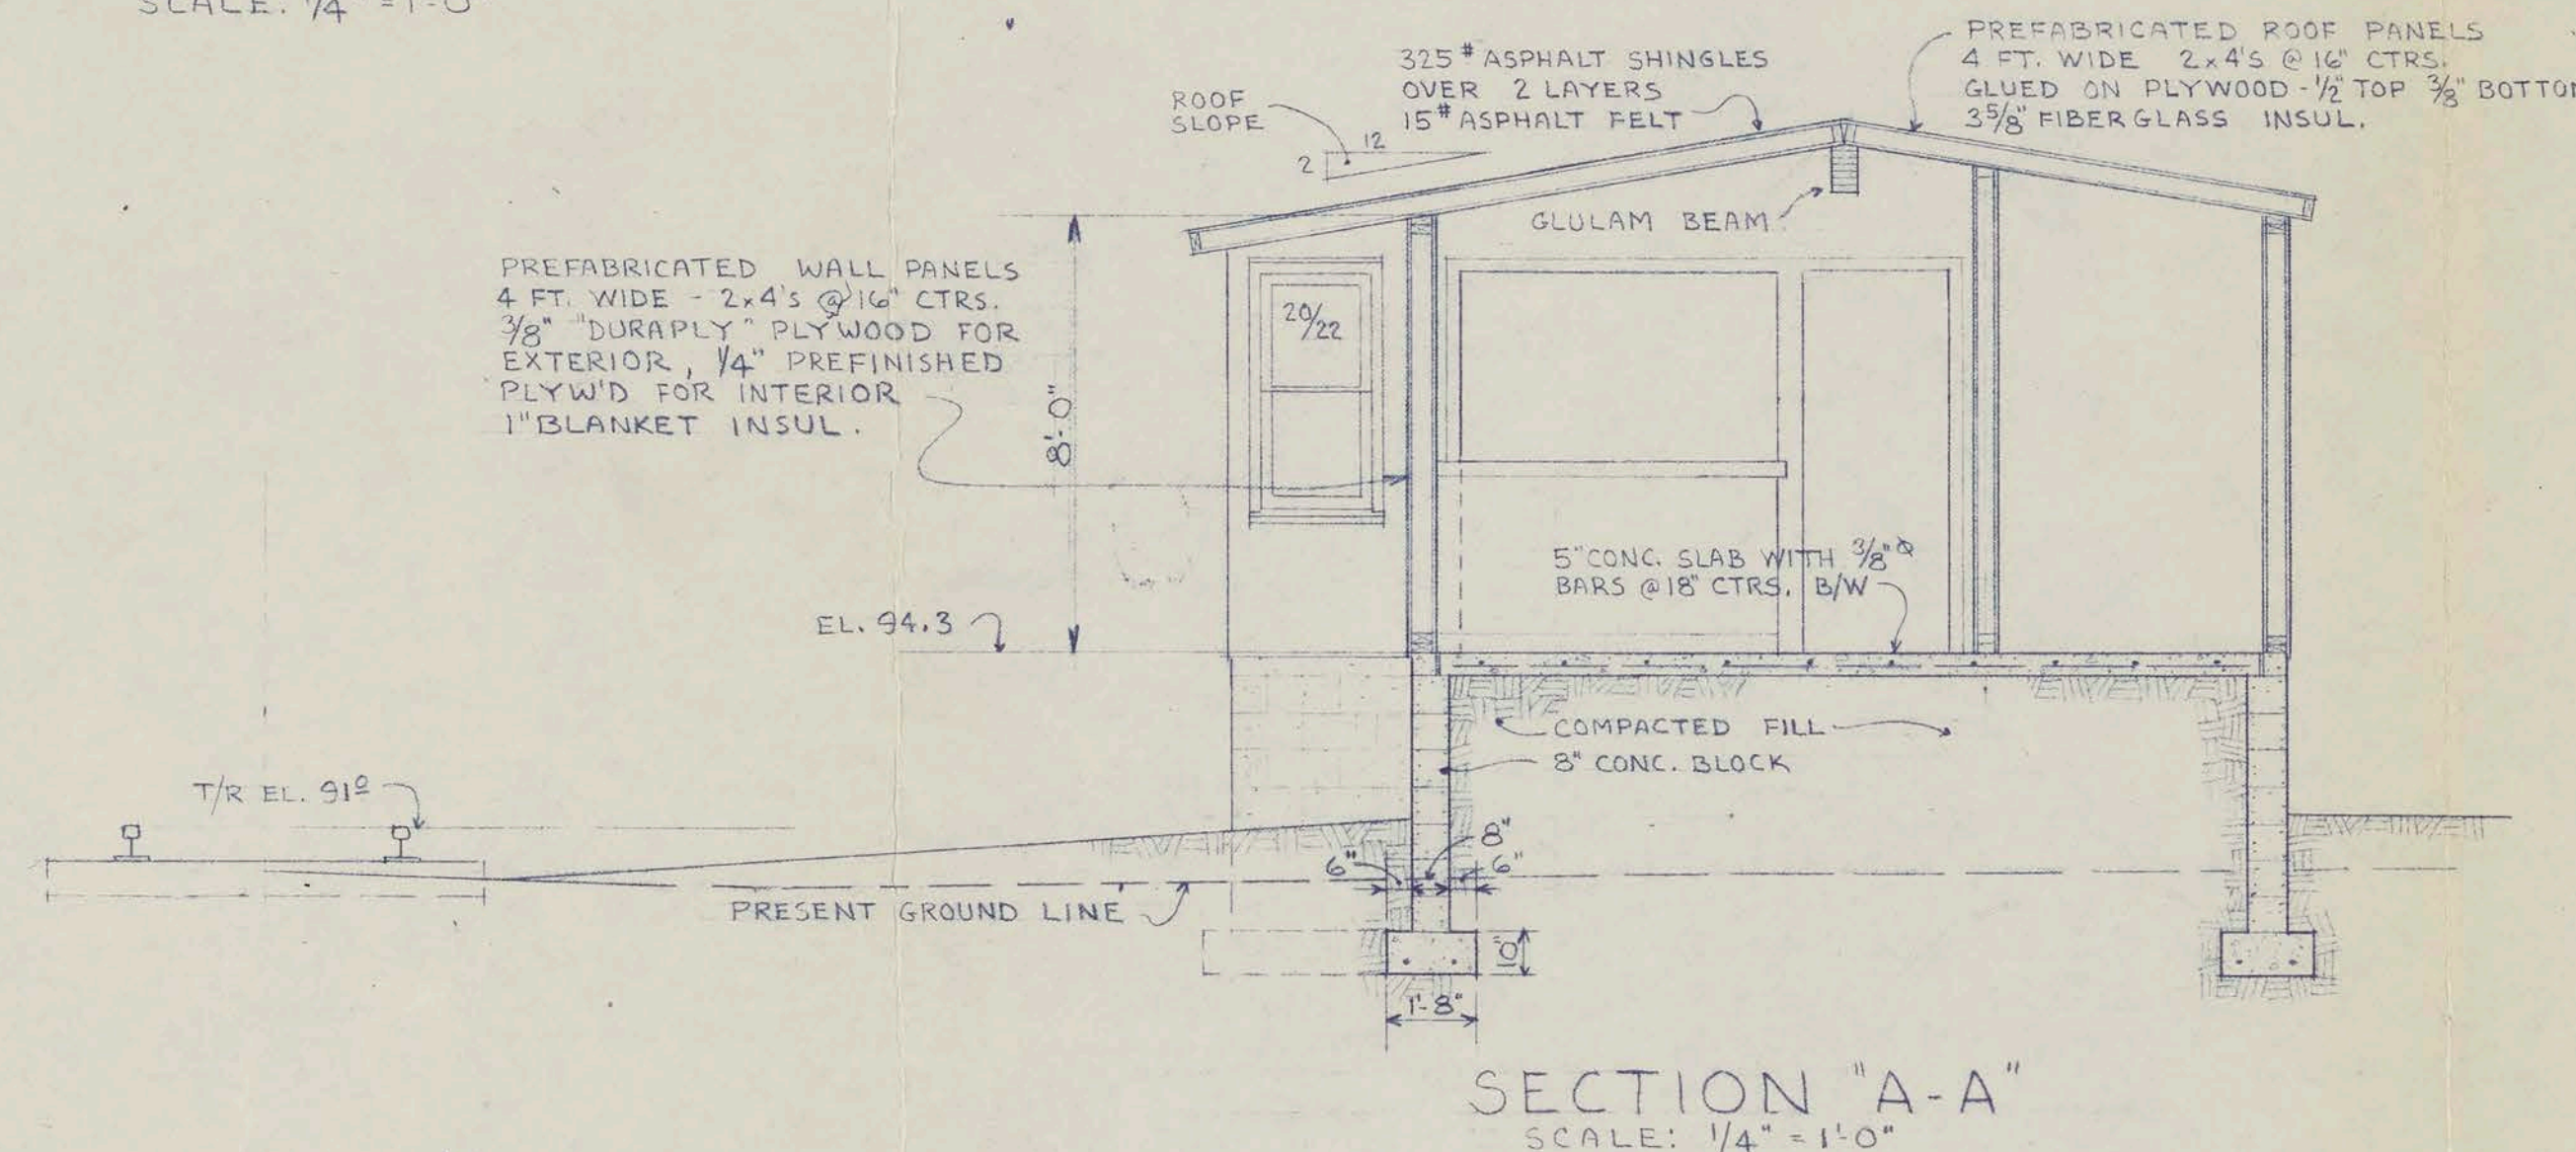 SCALE: 1/4" = 1'-0"
325# ASPHALT SHINGLES
OVER 2 LAYERS
15# ASPHALT FELT
PREFABRICATED ROOF PANELS
4 FT. WIDE 2x4'S @ 16" CTRS.
GLUED ON PLYWOOD - 1/2" TOP 3/8" BOTTOM
3 5/8" FIBERGLASS INSUL.
ROOF
SLOPE
12
2
GLULAM BEAM
PREFABRICATED WALL PANELS
4 FT. WIDE - 2x4'S @ 16" CTRS.
3/8" "DURAPLY" PLYWOOD FOR
EXTERIOR, 1/4" PREFINISHED
PLYW'D FOR INTERIOR
1" BLANKET INSUL.
8'-0"
20/22
5" CONC. SLAB WITH 3/8" Φ
BARS @ 18" CTRS. B/W
EL. 94.3
COMPACTED FILL
8" CONC. BLOCK
T/R EL. 91º
8"
6"
6"
PRESENT GROUND LINE
1'-8"
SECTION "A-A"
SCALE: 1/4" = 1'-0"